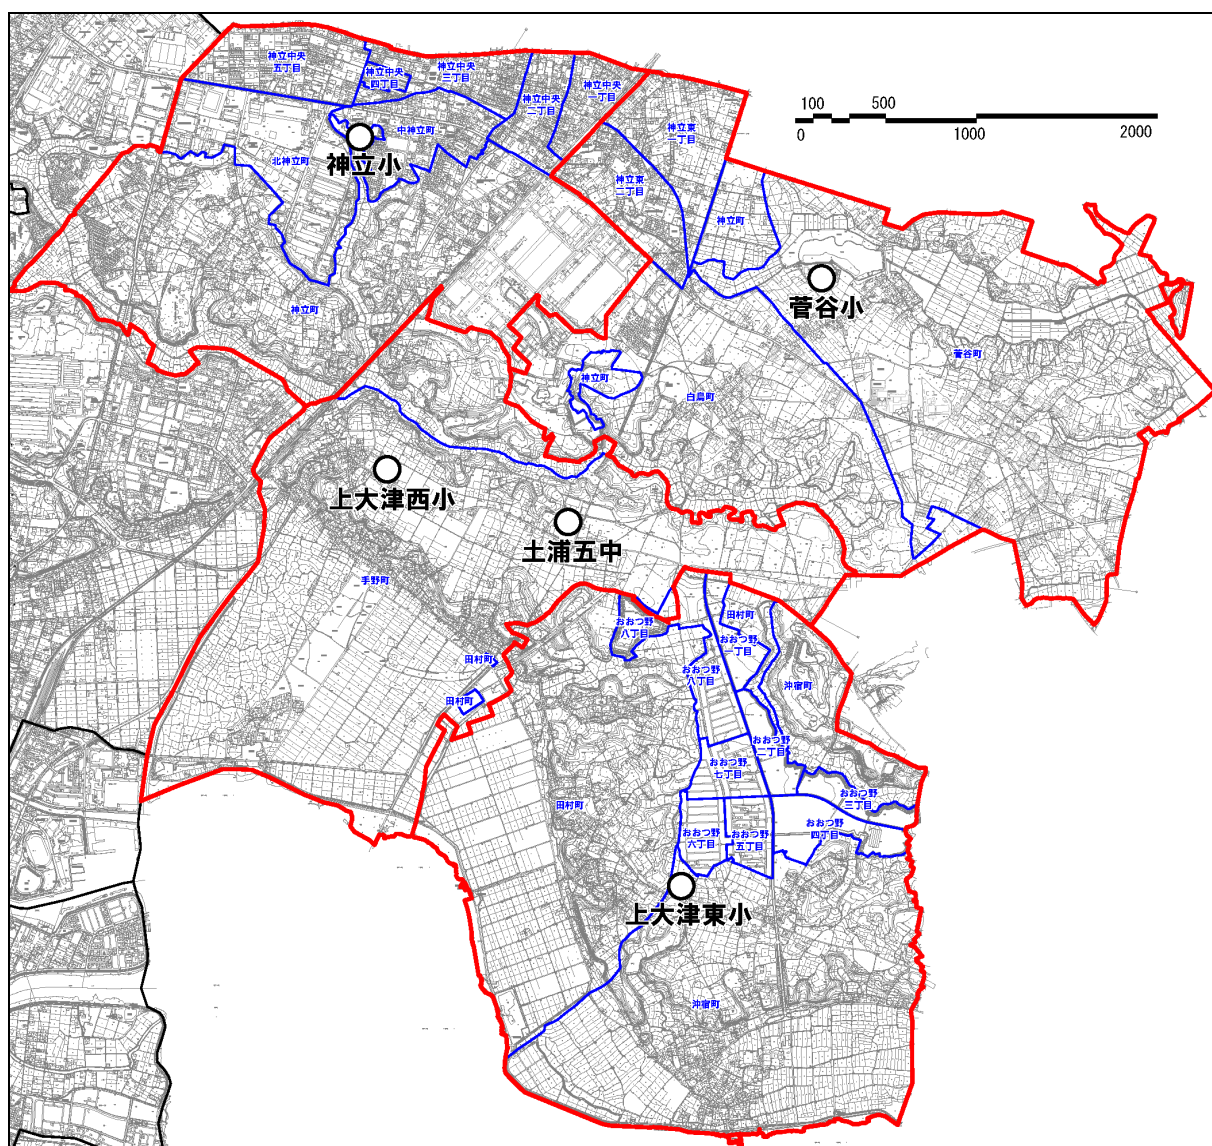 神立中央
五丁目
神立中央
四丁目
神立中央
三丁目
神立中央
二丁目
神立中央
一丁目
100
500
0
1000
2000
中神立町
北神立町
神立小
神立東
一丁目
神立東
二丁目
神立町
菅谷小
神立町
菅谷町
神立町
白鳥町
上大津西小
土浦五中
手野町
おおつ野
八丁目
田村町
おおつ野
一丁目
田村町
おおつ野
八丁目
沖宿町
田村町
おおつ野
二丁目
おおつ野
七丁目
おおつ野
三丁目
田村町
おおつ野
六丁目
おおつ野
五丁目
おおつ野
四丁目
上大津東小
沖宿町